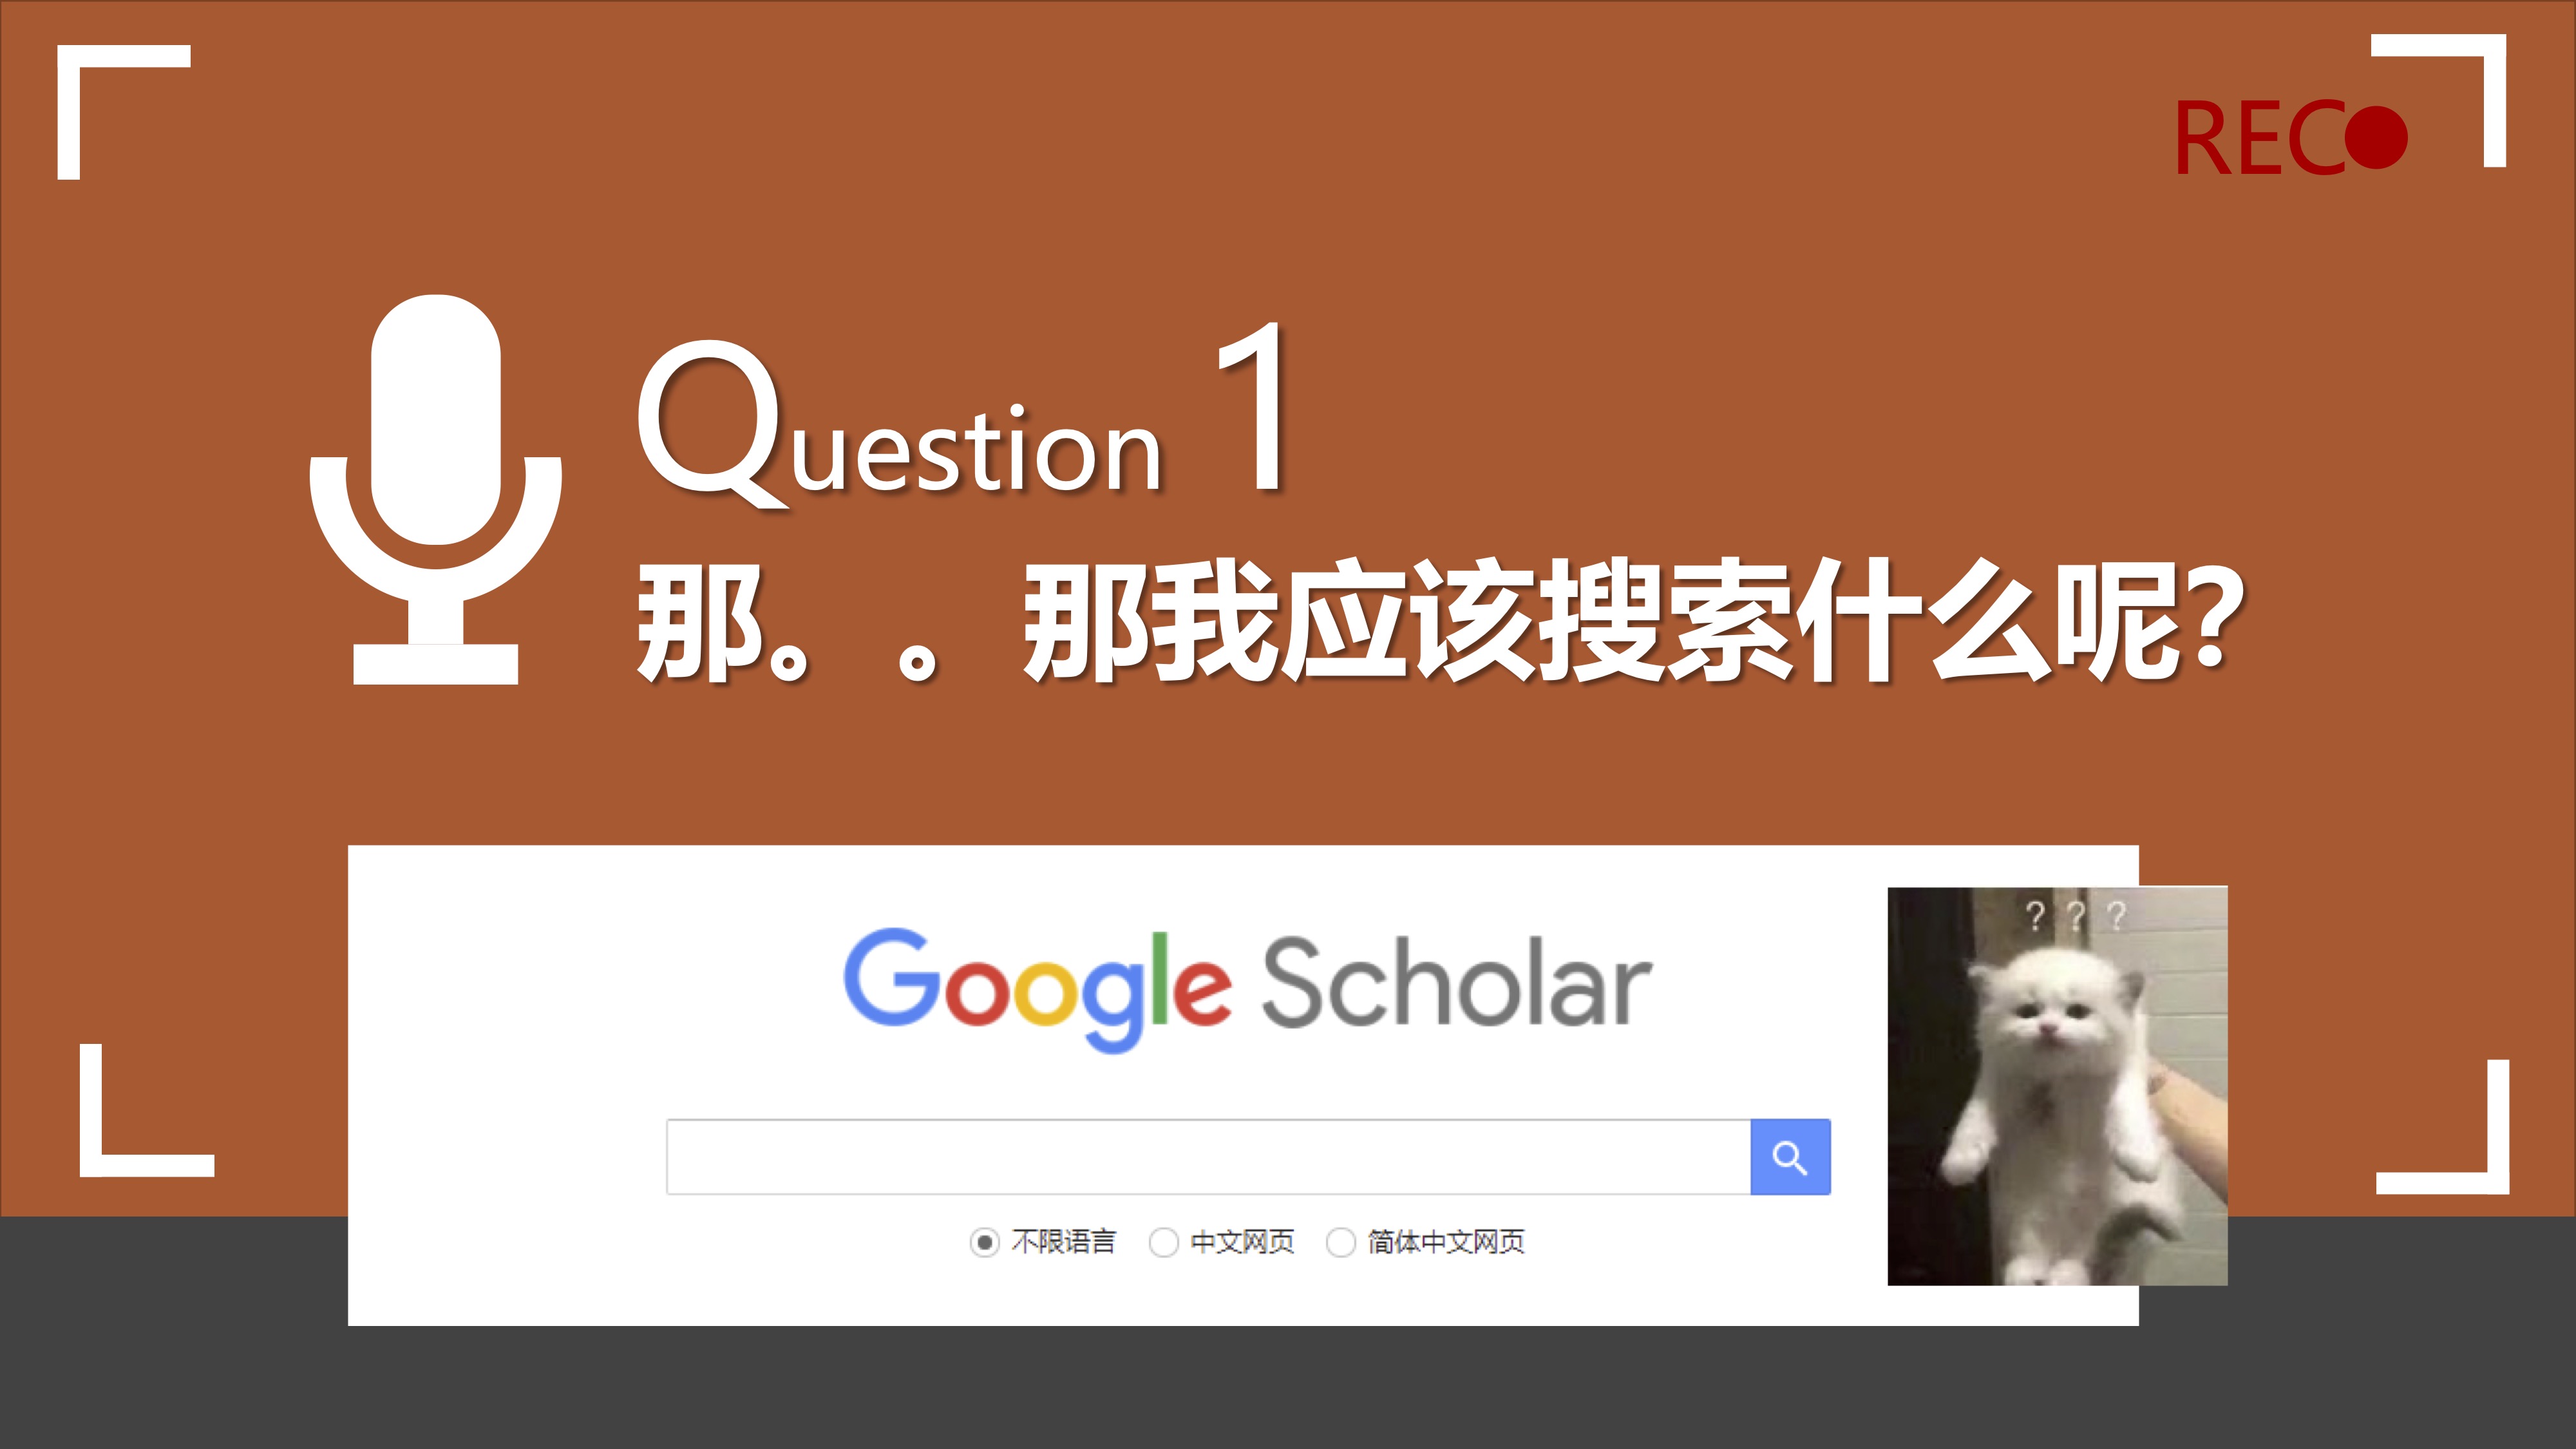 REC
Question 1
那。。那我应该搜索什么呢?
Google Scholar
? ? ?
不限语言 中文网页 简体中文网页